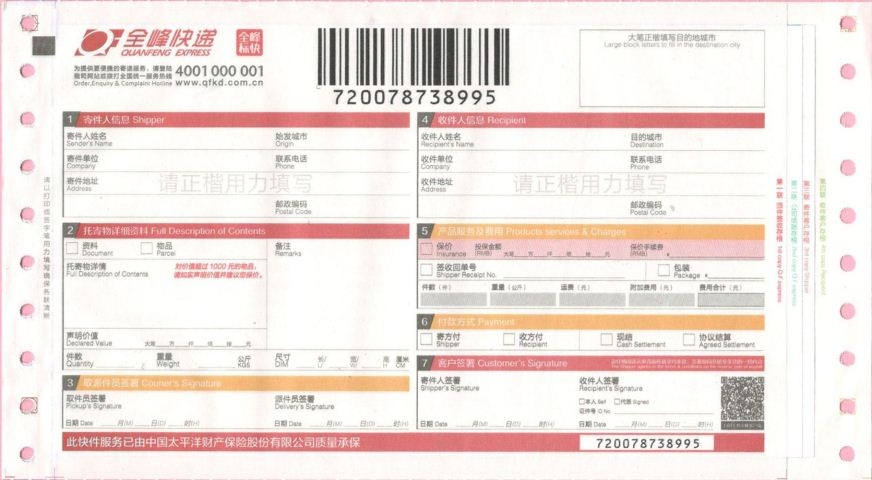 全峰快递
QUANFENG EXPRESS
全峰标快
为提供更便捷的寄递服务，请登陆
我司网站或拨打全国统一服务热线
Order,Enquiry & Complaint Hotline
4001 000 001
www.qfkd.com.cn
720078738995
大笔正楷填写目的地城市
Large block letters to fill in the destination city
1 寄件人信息 Shipper
寄件人姓名 始发城市
Sender's Name Origin
寄件单位 联系电话
Company Phone
寄件地址 请正楷用力填写
Address
邮政编码
Postal Code
4 收件人信息 Recipient
收件人姓名 目的城市
Recipient's Name Destination
收件单位 联系电话
Company Phone
收件地址 请正楷用力填写
Address
邮政编码
Postal Code
2 托寄物详细资料 Full Description of Contents
资料 物品 备注
Document Parcel Remarks
托寄物详情 对价值超过 1000 元的物品，
Full Description of Contents 请如实声明价值并建议您保价。
声明价值
Declared Value 大写 万 仟 佰 拾 元
件数 重量 公斤 尺寸 长/ 宽/ 高 厘米
Quantity Weight KGS DIM L/ W/ H CM
3 取派件员签署 Courier's Signature
取件员签署 派件员签署
Pickup's Signature Delivery's Signature
日期 Date 月(M) 日(D) 时(H) 日期 Date 月(M) 日(D) 时(H)
5 产品服务及费用 Products services & Charges
保价 投保金额 保价手续费
Insurance (RMB) 大写 万 仟 佰 拾 元 (RMB) ¥
签收回单号 包装
Shipper Receipt No. Package ¥
件数（件） 重量（公斤） 运费（元） 附加费用（元） 费用合计（元）
6 付款方式 Payment
寄方付 收方付 现结 协议结算
Shipper Recipient Cash Settlement Agreed Settlement
7 客户签署 Customer's Signature
寄件人签署 收件人签署
Shipper's Signature Recipient's Signature
本人 Self 代签 Signed
证件号 ID No
日期 Date 月(M) 日(D) 时(H) 日期 Date 月(M) 日(D) 时(H)
此快件服务已由中国太平洋财产保险股份有限公司质量承保
720078738995
请以打印或签字笔用力填写确保各联清晰
第一联 派件签收存根 1st copy Q.F express
第二联 公司结账存根 2nd copy Q.F express
第三联 寄件客户存根 3rd copy Shipper
第四联 收件客户存根 4th copy Recipient